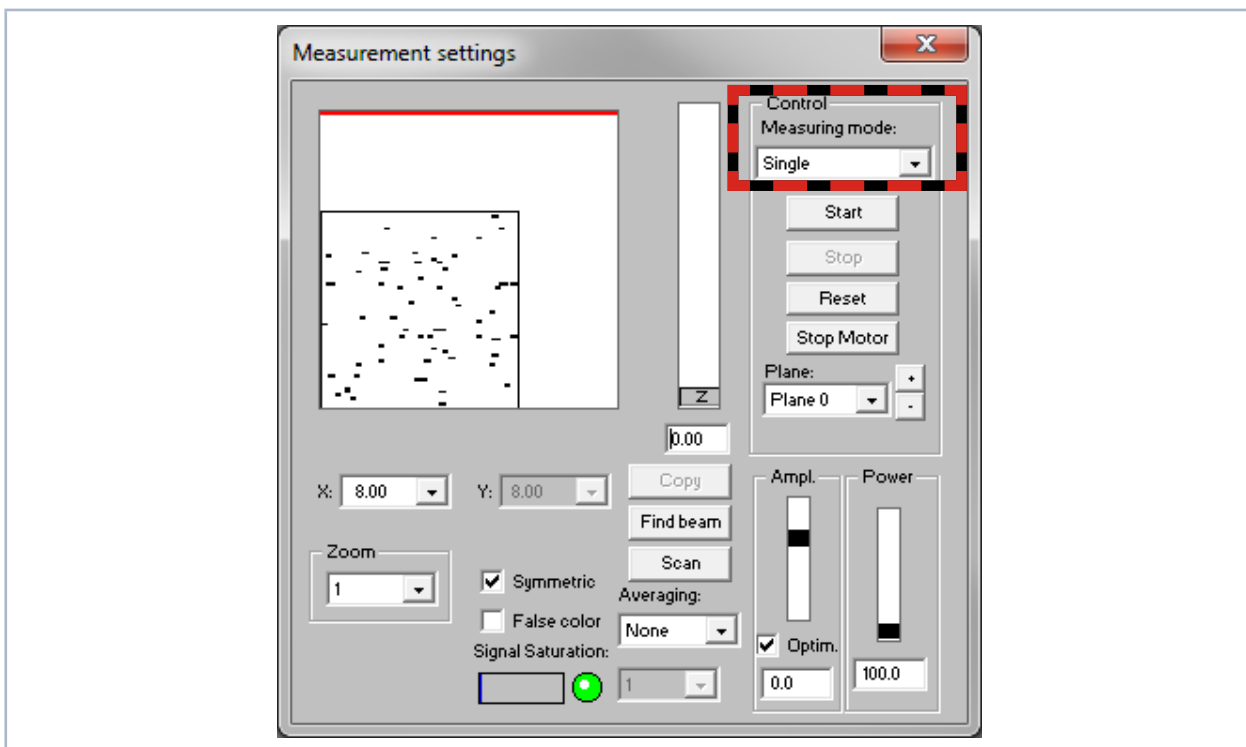 Measurement settings
x
Control
Measuring mode:
Single
Start
Stop
Reset
Stop Motor
Plane:
Plane 0
+
-
Z
0.00
X: 8.00
Y: 8.00
Copy
Find beam
Scan
Zoom
1
Symmetric
False color
Signal Saturation:
Averaging:
None
1
Ampl.
Optim.
0.0
Power
100.0